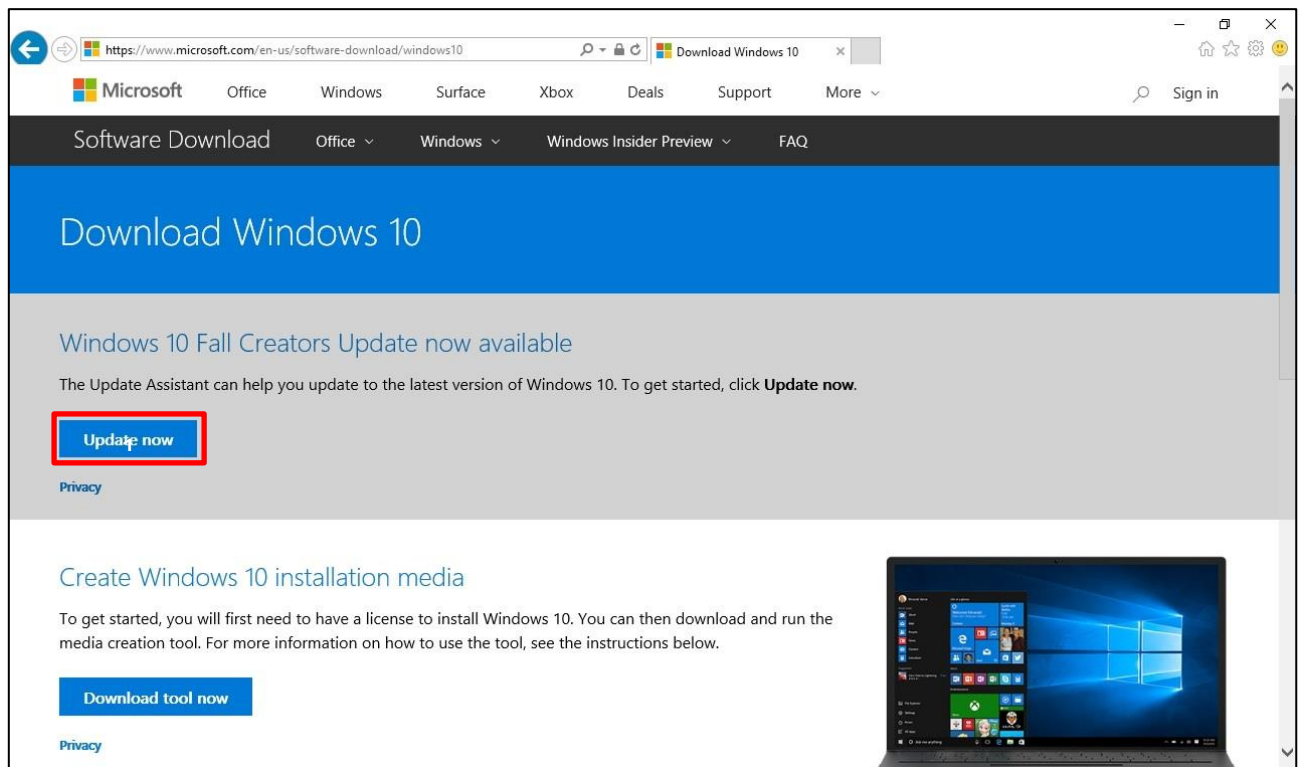 https://www.microsoft.com/en-us/software-download/windows10
Download Windows 10
Microsoft Office Windows Surface Xbox Deals Support More Sign in
Software Download Office Windows Windows Insider Preview FAQ
Download Windows 10
Windows 10 Fall Creators Update now available
The Update Assistant can help you update to the latest version of Windows 10. To get started, click Update now.
Update now
Privacy
Create Windows 10 installation media
To get started, you will first need to have a license to install Windows 10. You can then download and run the
media creation tool. For more information on how to use the tool, see the instructions below.
Download tool now
Privacy